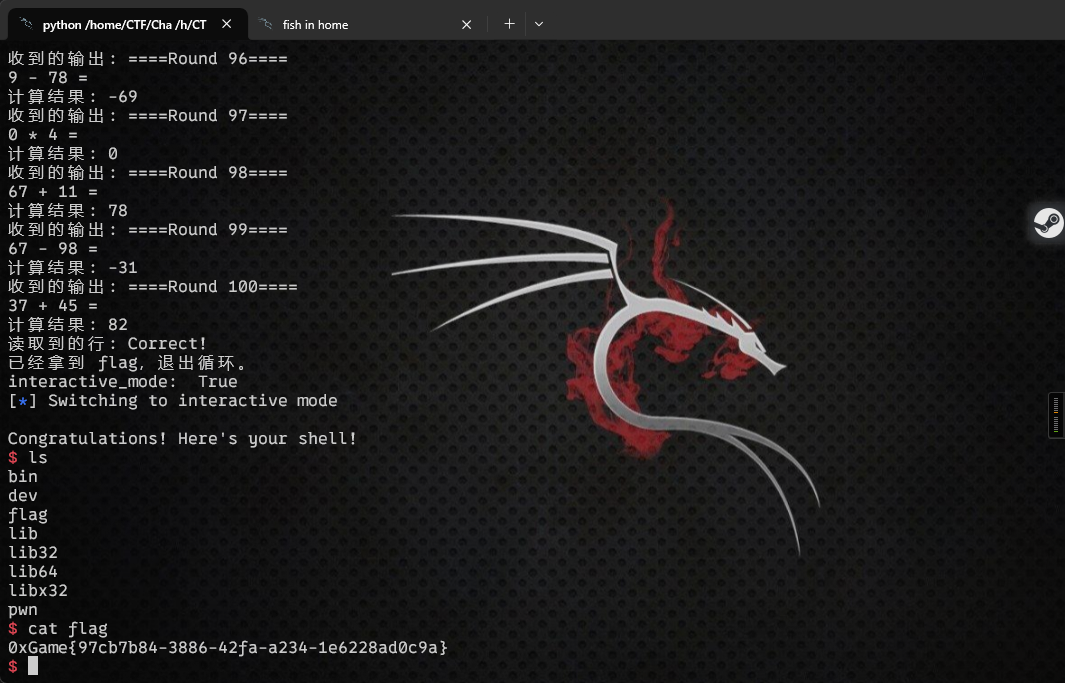 python /home/CTF/Cha /h/CT
fish in home
收到的输出: ====Round 96====
9 - 78 =
计算结果: -69
收到的输出: ====Round 97====
0 * 4 =
计算结果: 0
收到的输出: ====Round 98====
67 + 11 =
计算结果: 78
收到的输出: ====Round 99====
67 - 98 =
计算结果: -31
收到的输出: ====Round 100====
37 + 45 =
计算结果: 82
读取到的行: Correct!
已经拿到 flag, 退出循环。
interactive_mode:  True
[*] Switching to interactive mode
Congratulations! Here's your shell!
$ ls
bin
dev
flag
lib
lib32
lib64
libx32
pwn
$ cat flag
0xGame{97cb7b84-3886-42fa-a234-1e6228ad0c9a}
$